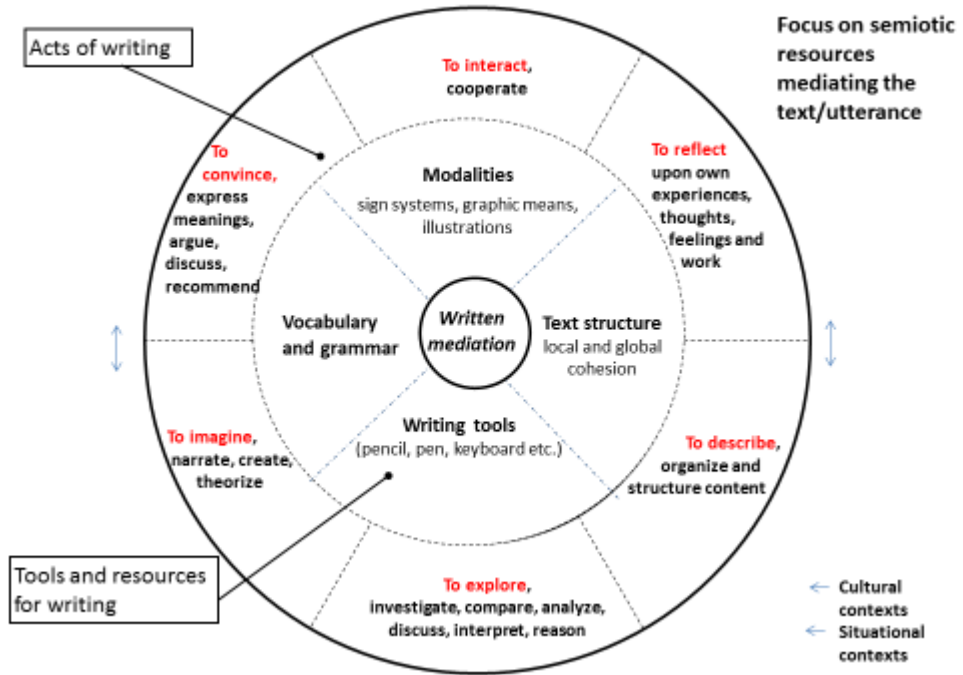 Acts of writing
Focus on semiotic
resources
mediating the
text/utterance
To interact,
cooperate
To
convince,
express
meanings,
argue,
discuss,
recommend
Modalities
sign systems, graphic means,
illustrations
To reflect
upon own
experiences,
thoughts,
feelings and
work
Vocabulary
and grammar
Written
mediation
Text structure
local and global
cohesion
Writing tools
(pencil, pen, keyboard etc.)
To imagine,
narrate, create,
theorize
To describe,
organize and
structure content
Tools and resources
for writing
To explore,
investigate, compare, analyze,
discuss, interpret, reason
Cultural
contexts
Situational
contexts